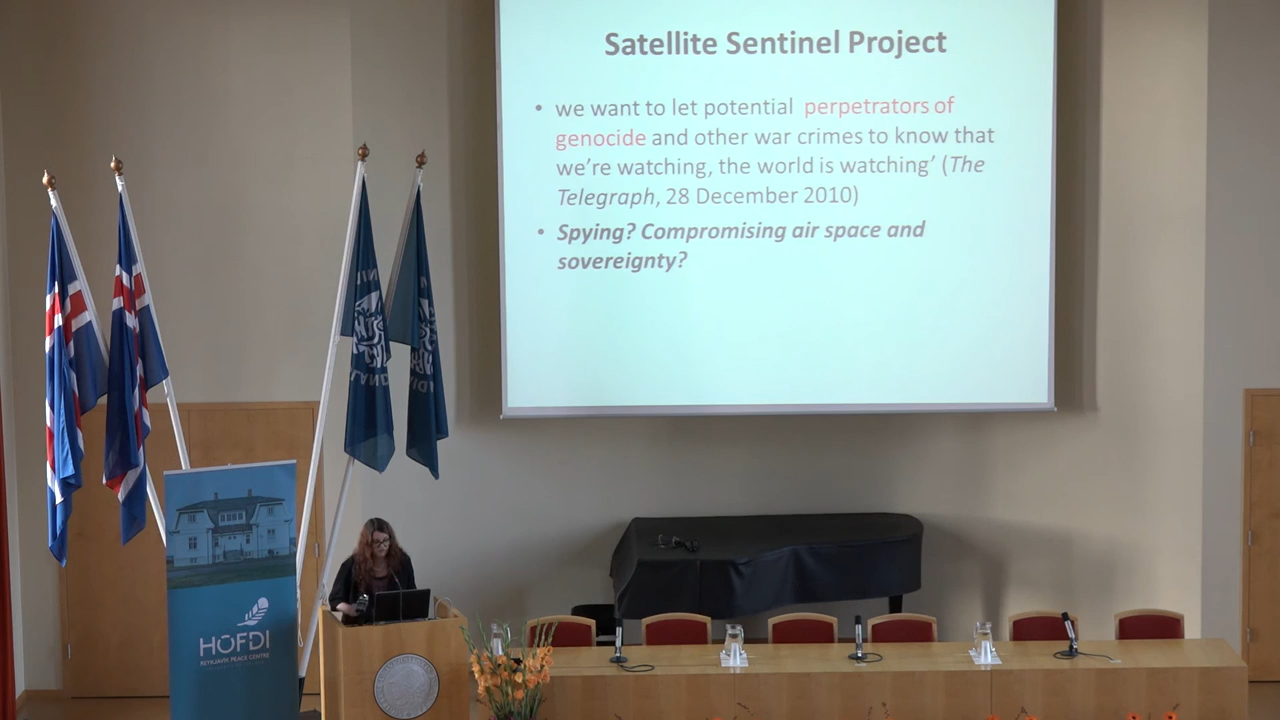 Satellite Sentinel Project
• we want to let potential perpetrators of
genocide and other war crimes to know that
we're watching, the world is watching' (The
Telegraph, 28 December 2010)
• Spying? Compromising air space and
sovereignty?
HÖFDI
REYKJAVÍK PEACE CENTRE